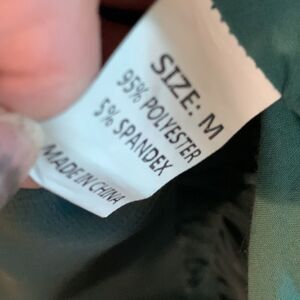 SIZE: M
95% POLYESTER
5% SPANDEX
MADE IN CHINA